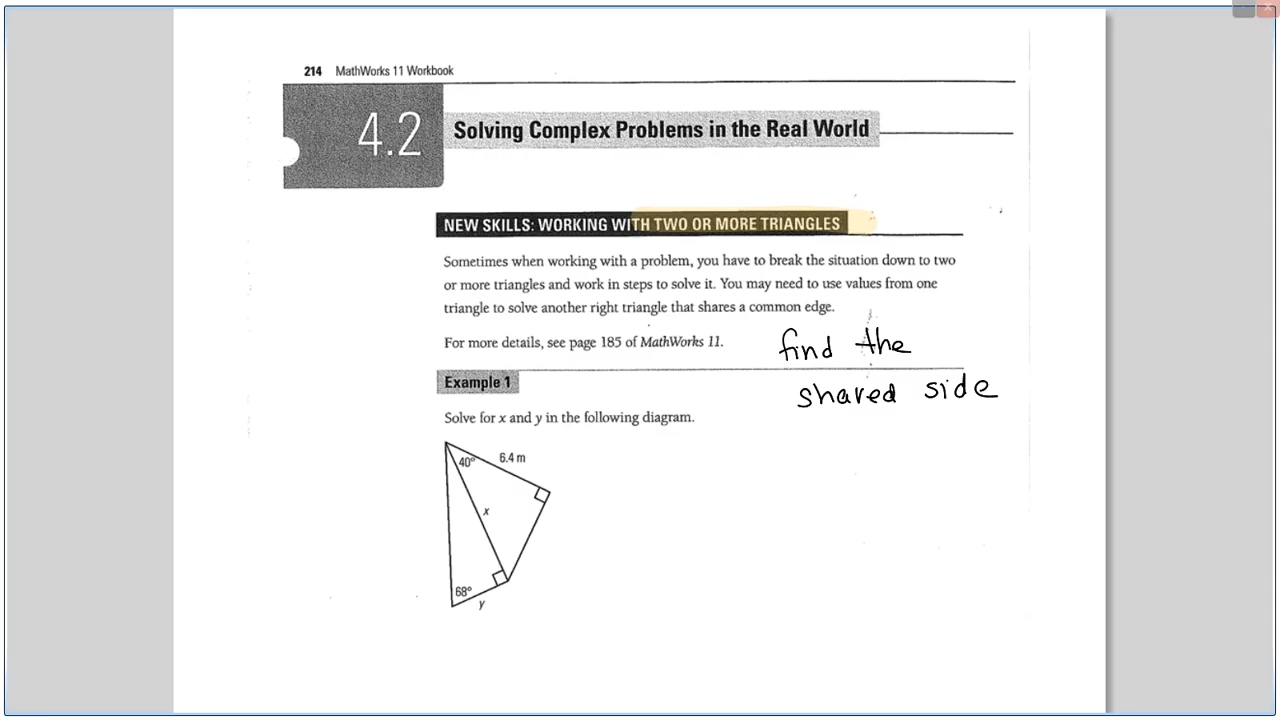 214 MathWorks 11 Workbook
4.2
Solving Complex Problems in the Real World
NEW SKILLS: WORKING WITH TWO OR MORE TRIANGLES
Sometimes when working with a problem, you have to break the situation down to two
or more triangles and work in steps to solve it. You may need to use values from one
triangle to solve another right triangle that shares a common edge.
For more details, see page 185 of MathWorks 11.
find the
shared side
Example 1
Solve for x and y in the following diagram.
40° 6.4 m
x
68°
y